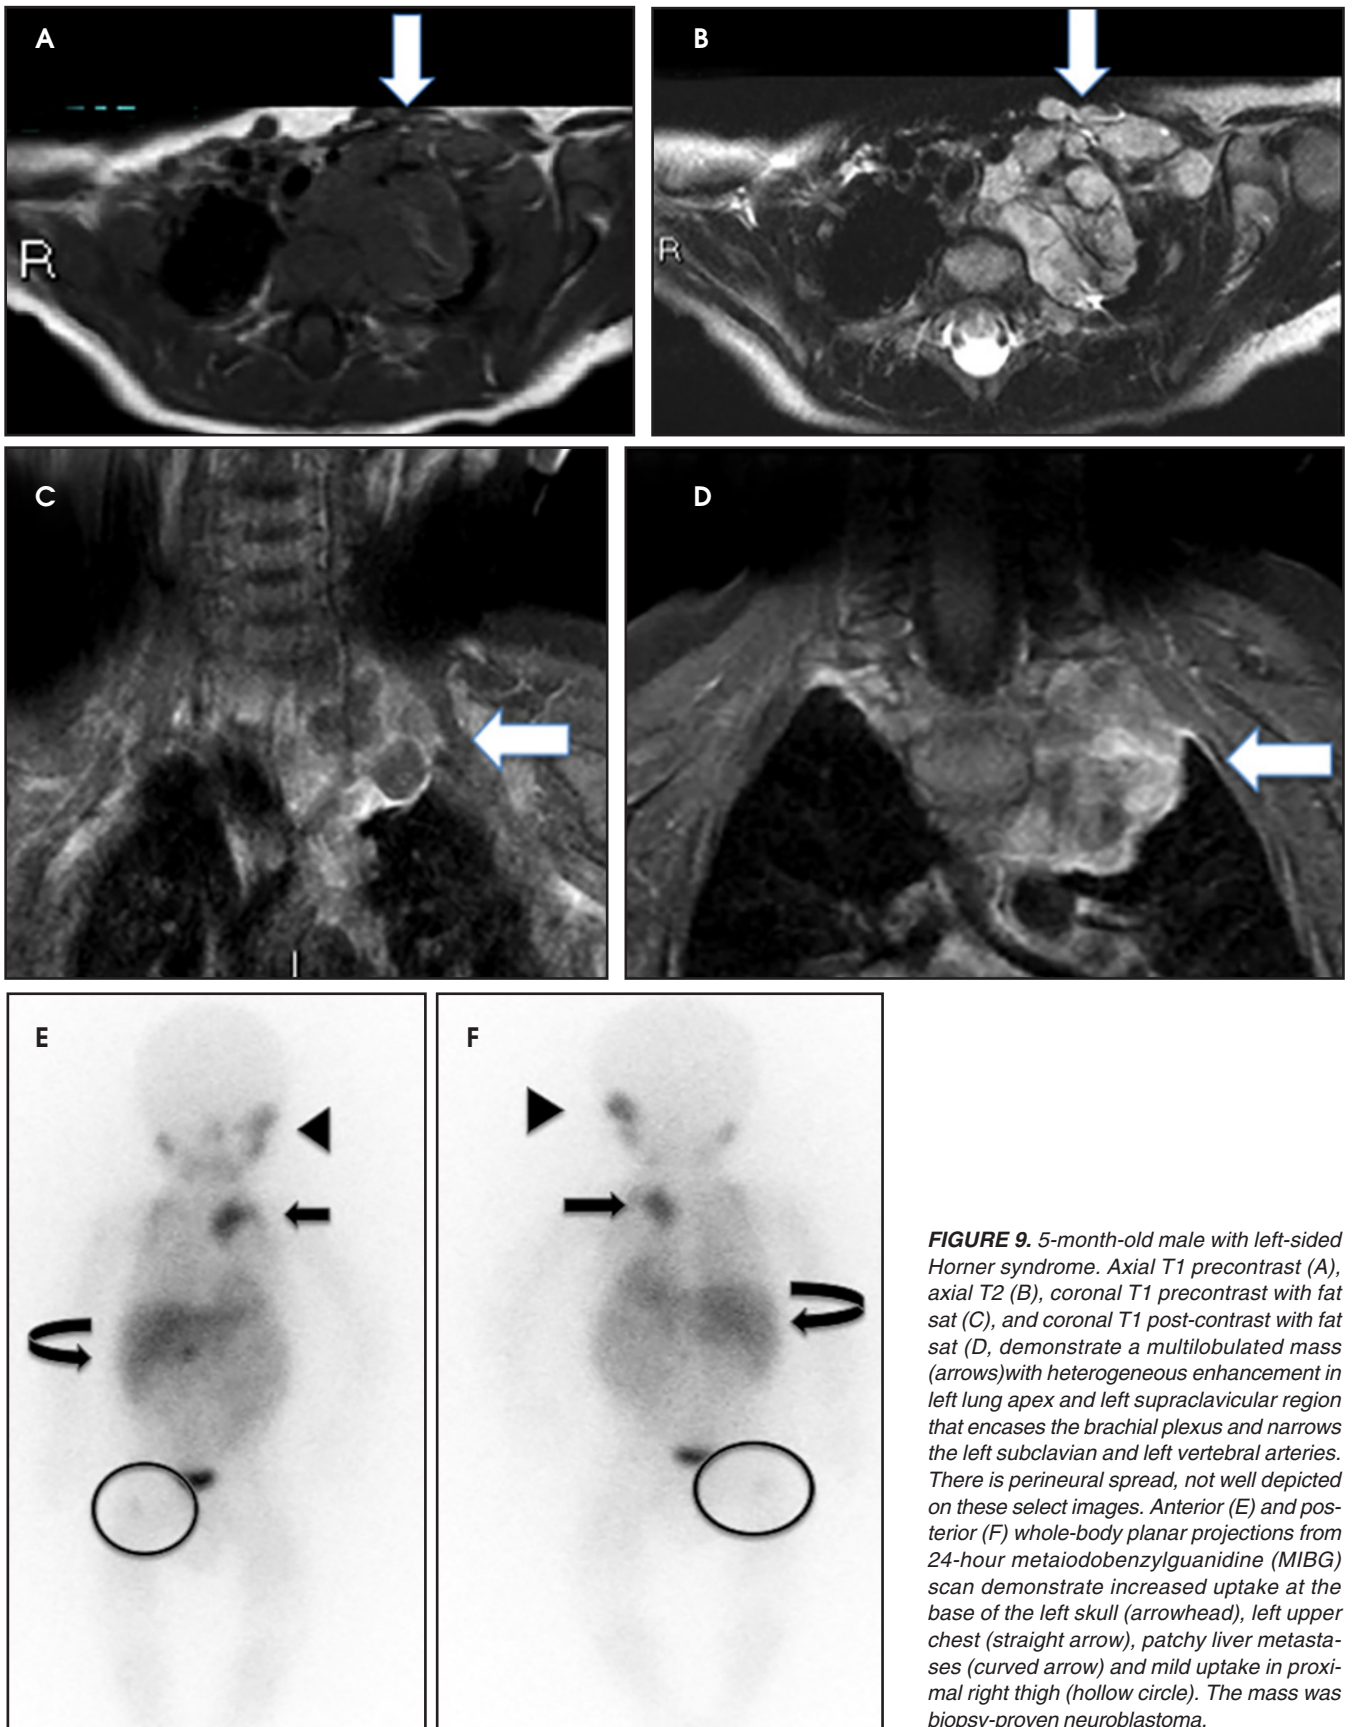 A
B
R
R
C
D
E
F
FIGURE 9. 5-month-old male with left-sided
Horner syndrome. Axial T1 precontrast (A),
axial T2 (B), coronal T1 precontrast with fat
sat (C), and coronal T1 post-contrast with fat
sat (D, demonstrate a multilobulated mass
(arrows)with heterogeneous enhancement in
left lung apex and left supraclavicular region
that encases the brachial plexus and narrows
the left subclavian and left vertebral arteries.
There is perineural spread, not well depicted
on these select images. Anterior (E) and pos-
terior (F) whole-body planar projections from
24-hour metaiodobenzylguanidine (MIBG)
scan demonstrate increased uptake at the
base of the left skull (arrowhead), left upper
chest (straight arrow), patchy liver metasta-
ses (curved arrow) and mild uptake in proxi-
mal right thigh (hollow circle). The mass was
biopsy-proven neuroblastoma.